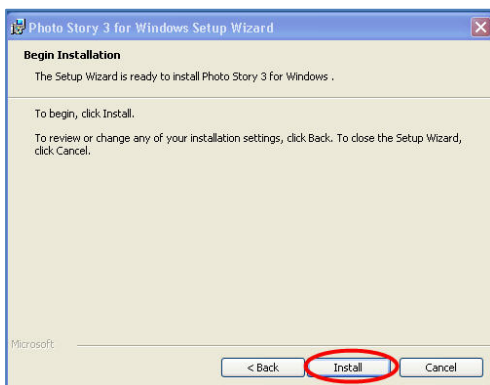 Photo Story 3 for Windows Setup Wizard
Begin Installation
The Setup Wizard is ready to install Photo Story 3 for Windows .
To begin, click Install.
To review or change any of your installation settings, click Back. To close the Setup Wizard,
click Cancel.
Microsoft
< Back Install Cancel